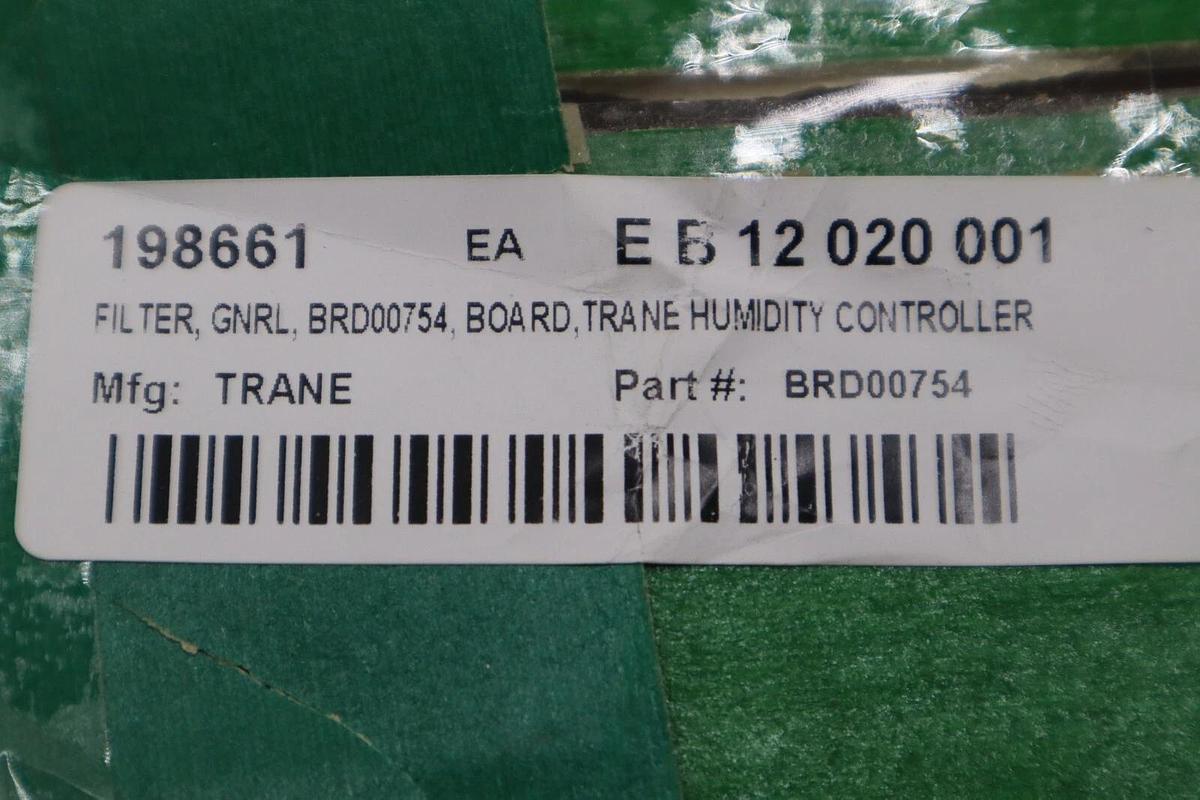 198661 EA E B 12 020 001
FILTER, GNRL, BRD00754, BOARD,TRANE HUMIDITY CONTROLLER
Mfg: TRANE Part #: BRD00754